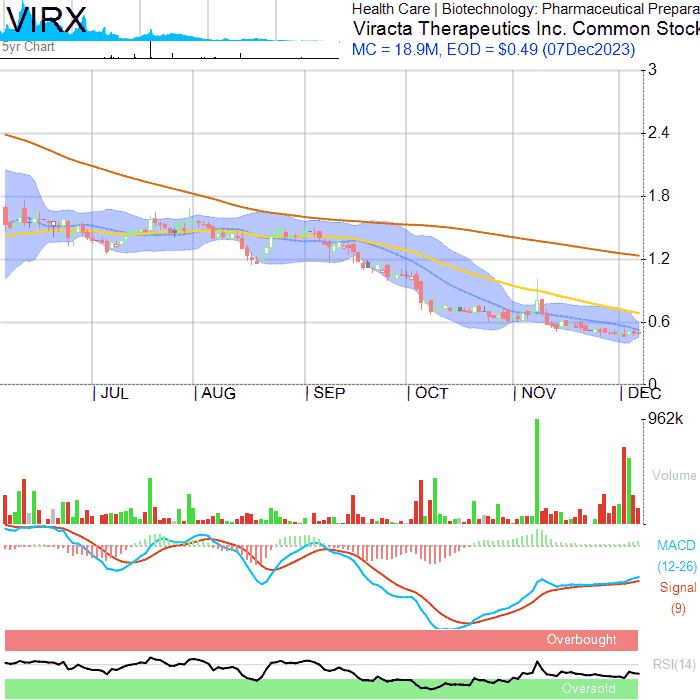 VIRX
5yr Chart
Health Care | Biotechnology: Pharmaceutical Prepara
Viracta Therapeutics Inc. Common Stock
MC = 18.9M, EOD = $0.49 (07Dec2023)
3
2.4
1.8
1.2
0.6
0
JUL
AUG
SEP
OCT
NOV
DEC
962k
Volume
MACD
(12-26)
Signal
(9)
Overbought
RSI(14)
Oversold